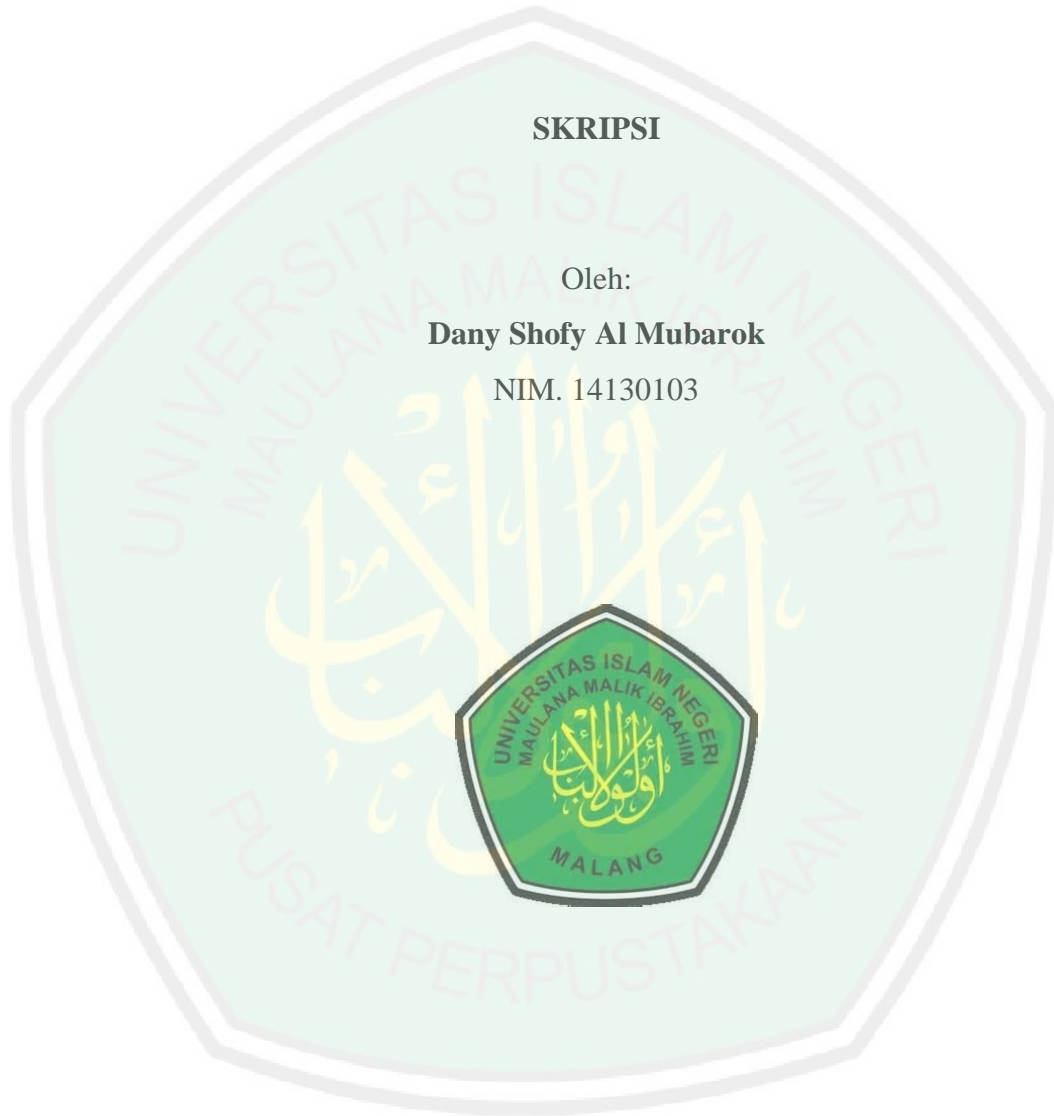 SKRIPSI
Oleh:
Dany Shofy Al Mubarok
NIM. 14130103
UNIVERSITAS ISLAM NEGERI
MAULANA MALIK IBRAHIM
PUSAT PERPUSTAKAAN
UNIVERSITAS ISLAM NEGERI
MAULANA MALIK IBRAHIM
MALANG